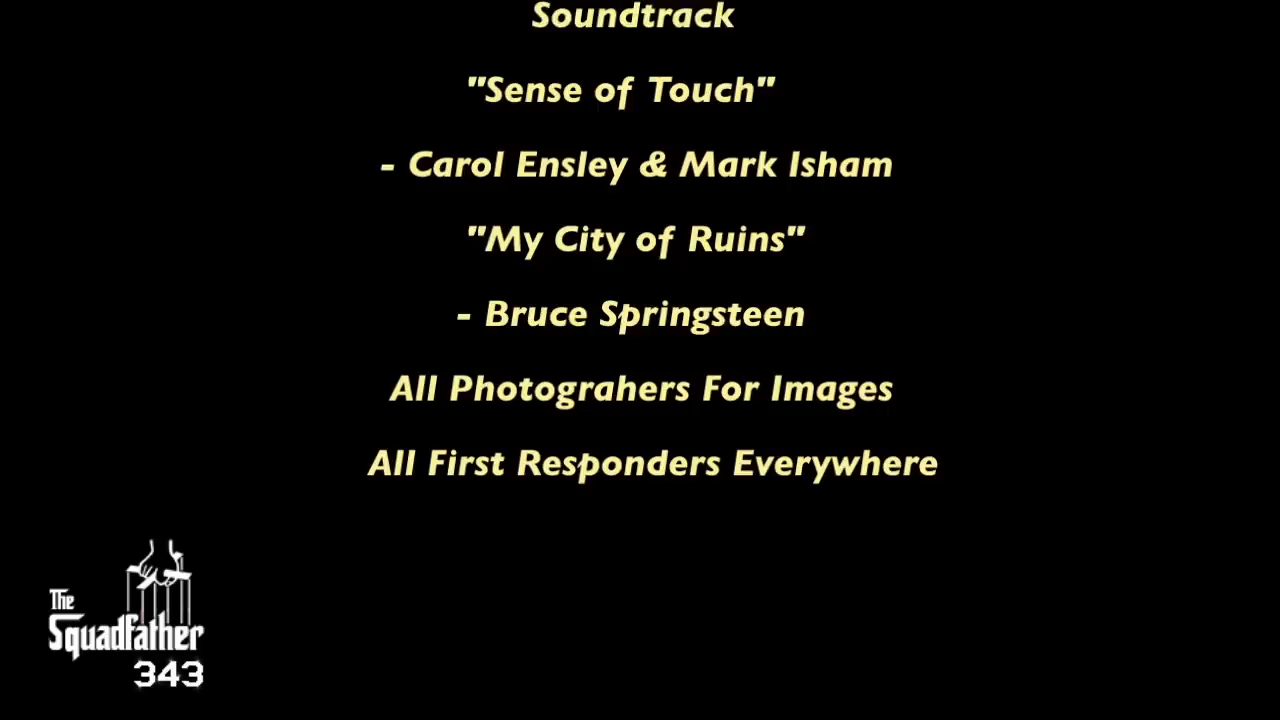 Soundtrack
"Sense of Touch"
- Carol Ensley & Mark Isham
"My City of Ruins"
- Bruce Springsteen
All Photograhers For Images
All First Responders Everywhere
The
Squadfather
343